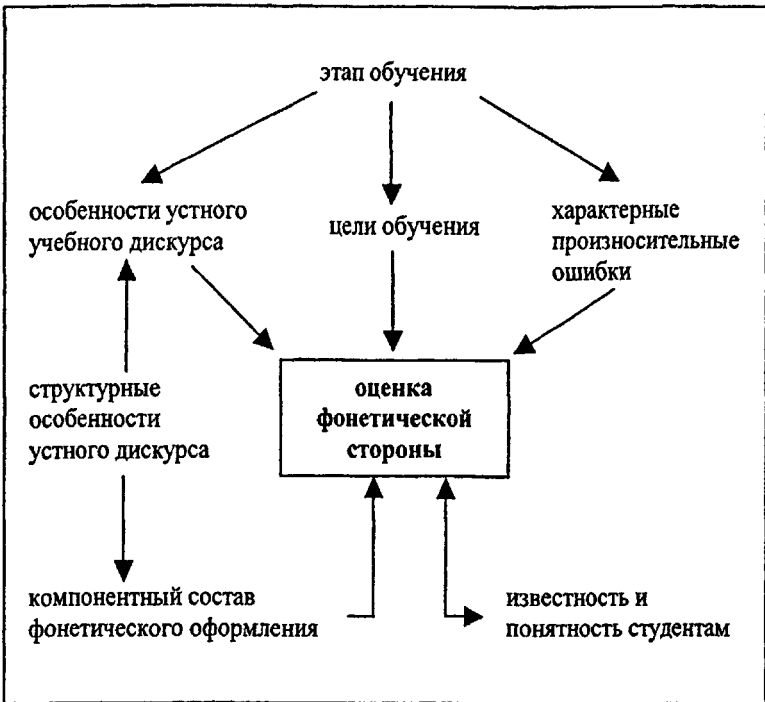 этап обучения
особенности устного
учебного дискурса
цели обучения
характерные
произносительные
ошибки
структурные
особенности
устного дискурса
оценка
фонетической
стороны
компонентный состав
фонетического оформления
известность и
понятность студентам